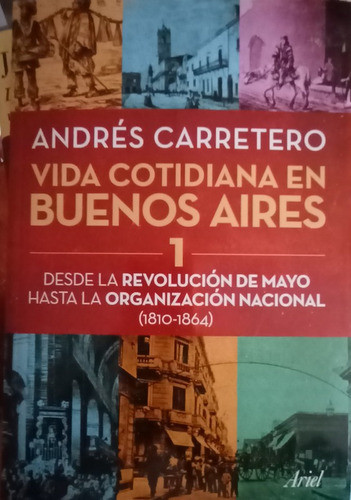 ANDRÉS CARRETERO
VIDA COTIDIANA EN
BUENOS AIRES
1
DESDE LA REVOLUCIÓN DE MAYO
HASTA LA ORGANIZACIÓN NACIONAL
(1810-1864)
Ariel